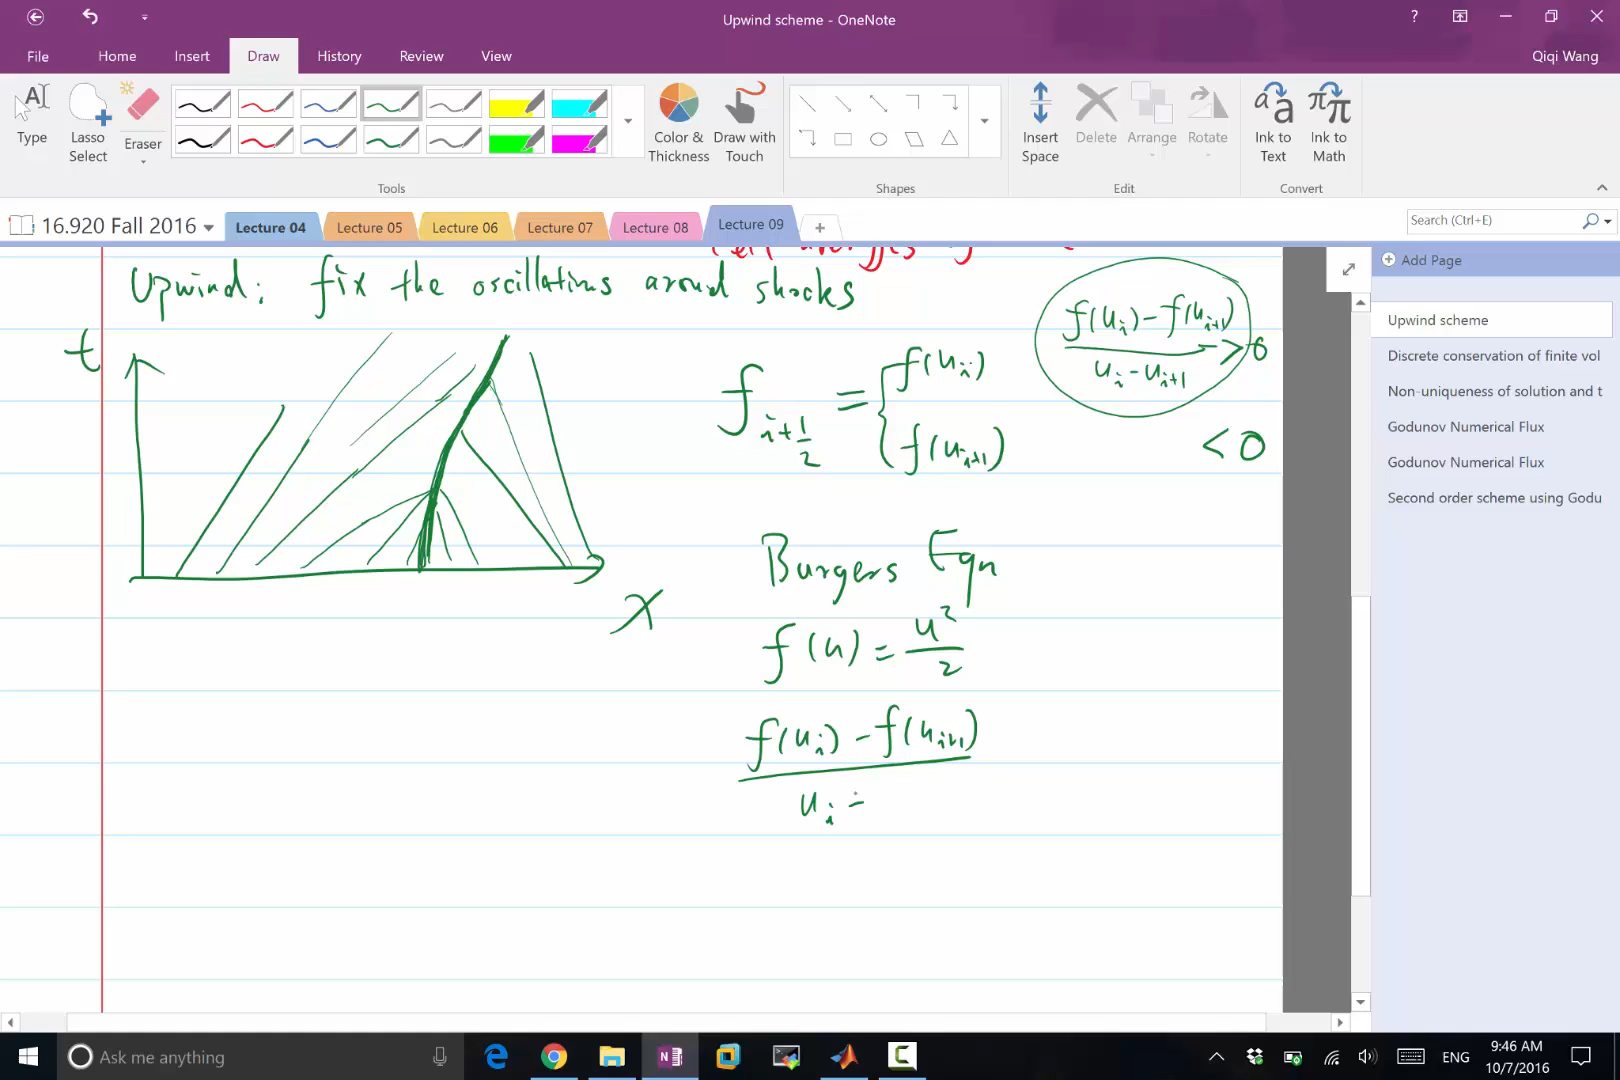 Upwind scheme - OneNote
?
File
Home
Insert
Draw
History
Review
View
Qiqi Wang
Type
Lasso Select
Eraser
Color & Thickness
Draw with Touch
Insert Space
Delete
Arrange
Rotate
Ink to Text
Ink to Math
Tools
Shapes
Edit
Convert
16.920 Fall 2016
Lecture 04
Lecture 05
Lecture 06
Lecture 07
Lecture 08
Lecture 09
+
Search (Ctrl+E)
Add Page
Upwind scheme
Discrete conservation of finite vol
Non-uniqueness of solution and t
Godunov Numerical Flux
Godunov Numerical Flux
Second order scheme using Godu
Upwind: fix the oscillations around shocks
t
x
f_{i+1/2} = { f(u_i)
f(u_{i+1})
(f(u_i) - f(u_{i+1})) / (u_i - u_{i+1}) > 0
< 0
Burgers Eqn
f(u) = u²/2
f(u_i) - f(u_{i+1})
u_i -
Ask me anything
ENG
9:46 AM
10/7/2016